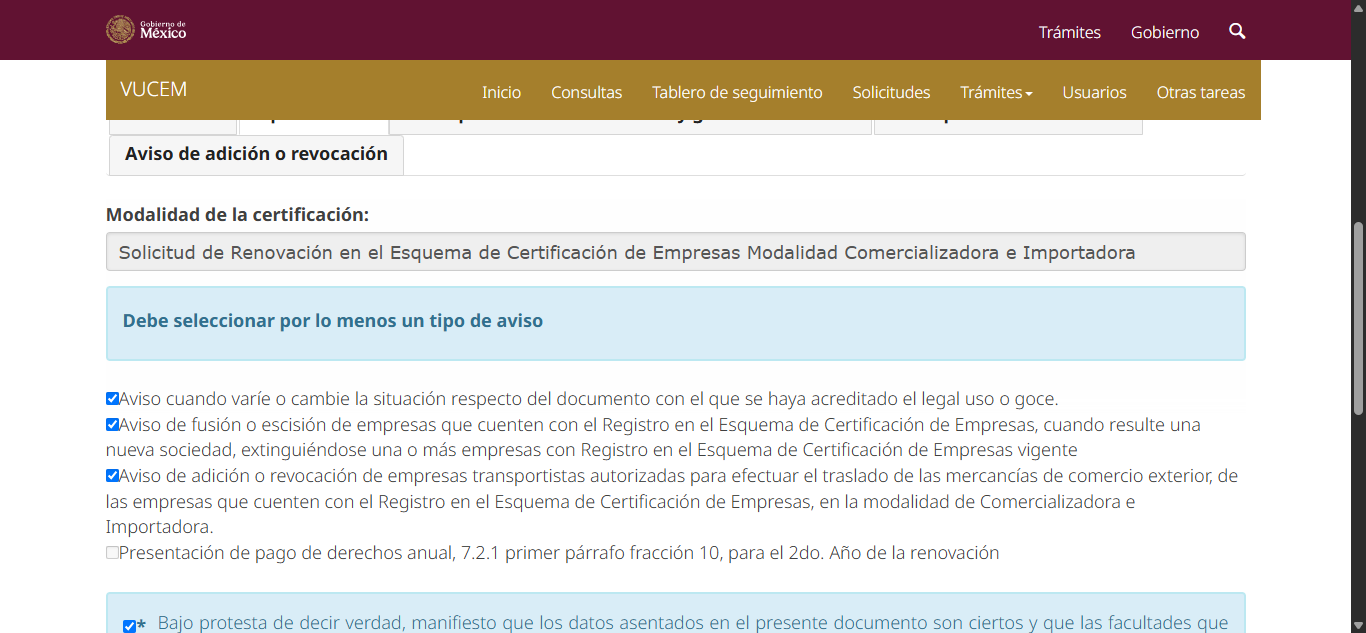 Gobierno de
México
Trámites
Gobierno
VUCEM
Inicio
Consultas
Tablero de seguimiento
Solicitudes
Trámites
Usuarios
Otras tareas
Aviso de adición o revocación
Modalidad de la certificación:
Solicitud de Renovación en el Esquema de Certificación de Empresas Modalidad Comercializadora e Importadora
Debe seleccionar por lo menos un tipo de aviso
Aviso cuando varíe o cambie la situación respecto del documento con el que se haya acreditado el legal uso o goce.
Aviso de fusión o escisión de empresas que cuenten con el Registro en el Esquema de Certificación de Empresas, cuando resulte una
nueva sociedad, extinguiéndose una o más empresas con Registro en el Esquema de Certificación de Empresas vigente
Aviso de adición o revocación de empresas transportistas autorizadas para efectuar el traslado de las mercancías de comercio exterior, de
las empresas que cuenten con el Registro en el Esquema de Certificación de Empresas, en la modalidad de Comercializadora e
Importadora.
Presentación de pago de derechos anual, 7.2.1 primer párrafo fracción 10, para el 2do. Año de la renovación
* Bajo protesta de decir verdad, manifiesto que los datos asentados en el presente documento son ciertos y que las facultades que